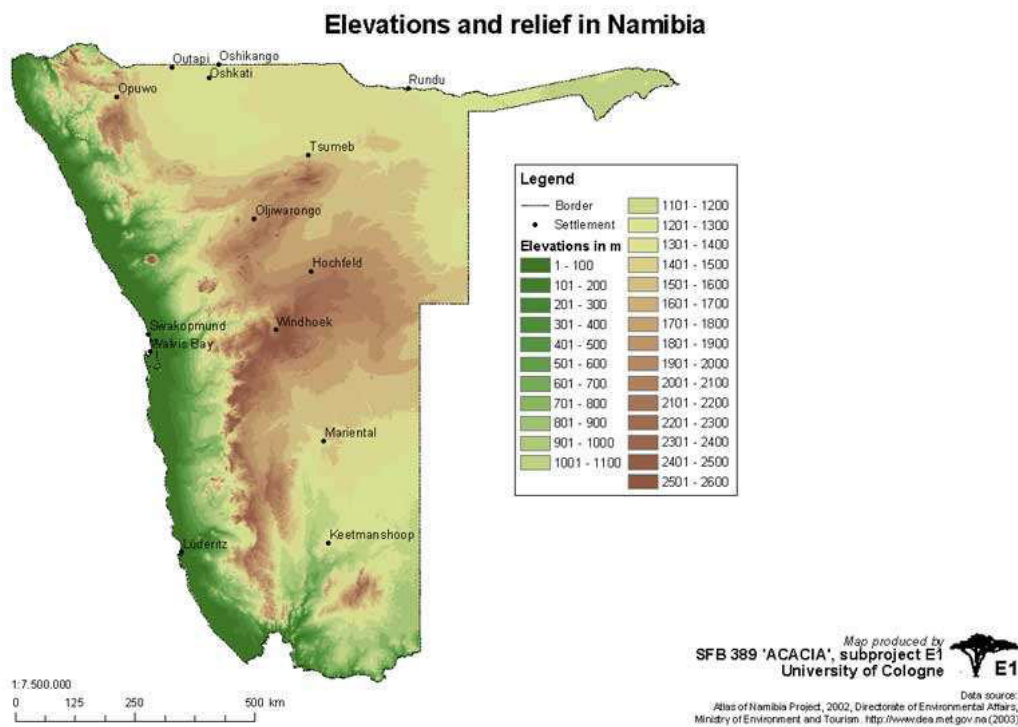 Elevations and relief in Namibia
Outapi
Oshikango
Oshkati
Rundu
Opuwo
Tsumeb
Oljiwarongo
Hochfeld
Swakopmund
Windhoek
Walvis Bay
Mariental
Keetmanshoop
Lüderitz
Legend
Border
Settlement
Elevations in m
1 - 100
101 - 200
201 - 300
301 - 400
401 - 500
501 - 600
601 - 700
701 - 800
801 - 900
901 - 1000
1001 - 1100
1101 - 1200
1201 - 1300
1301 - 1400
1401 - 1500
1501 - 1600
1601 - 1700
1701 - 1800
1801 - 1900
1901 - 2000
2001 - 2100
2101 - 2200
2201 - 2300
2301 - 2400
2401 - 2500
2501 - 2600
1:7.500.000
0 125 250 500 km
Map produced by
SFB 389 'ACACIA', subproject E1
University of Cologne
E1
Data source:
Atlas of Namibia Project, 2002, Directorate of Environmental Affairs,
Ministry of Environment and Tourism. http://www.dea.met.gov.na (2003)